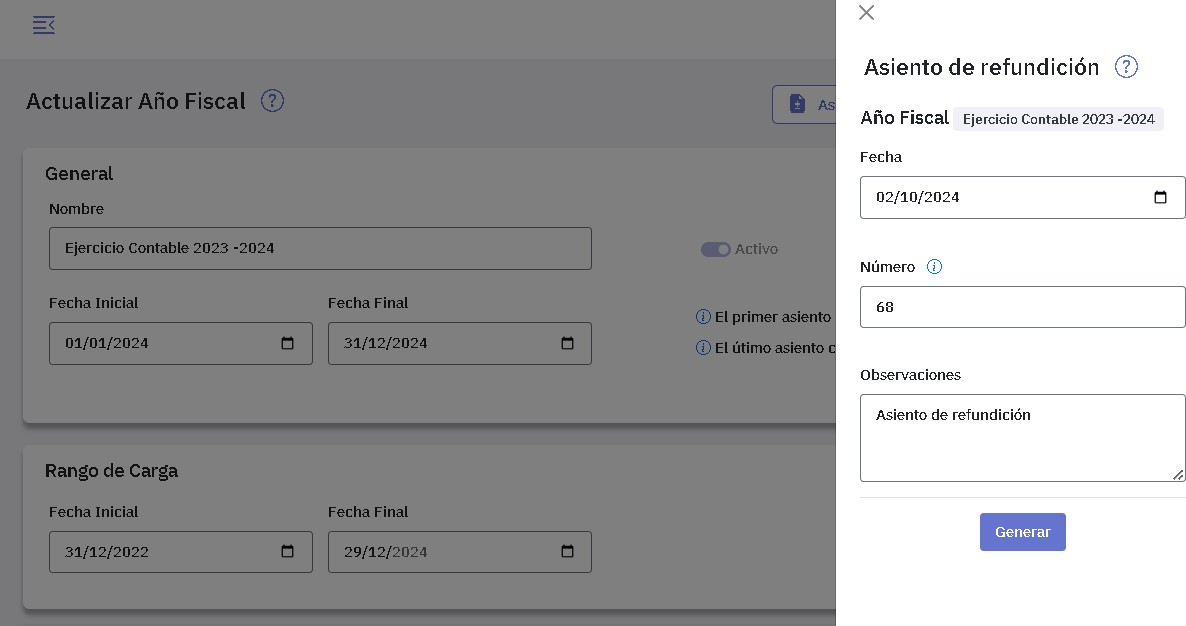 Actualizar Año Fiscal
As
General
Nombre
Ejercicio Contable 2023 -2024
Activo
Fecha Inicial
Fecha Final
01/01/2024
31/12/2024
El primer asiento
El útimo asiento c
Rango de Carga
Fecha Inicial
Fecha Final
31/12/2022
29/12/2024
Asiento de refundición ?
Año Fiscal Ejercicio Contable 2023 -2024
Fecha
02/10/2024
Número
68
Observaciones
Asiento de refundición
Generar